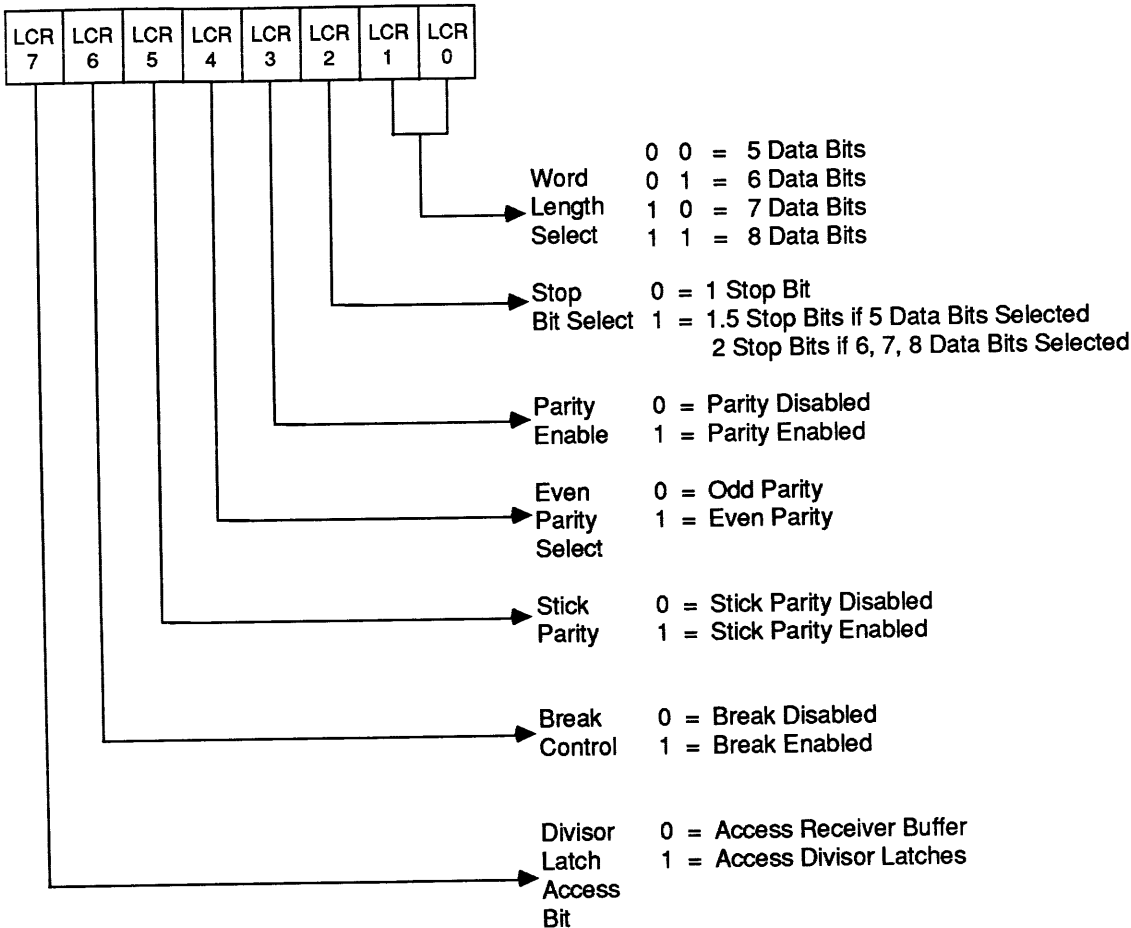 LCR 7 LCR 6 LCR 5 LCR 4 LCR 3 LCR 2 LCR 1 LCR 0
0 0 = 5 Data Bits
Word 0 1 = 6 Data Bits
Length 1 0 = 7 Data Bits
Select 1 1 = 8 Data Bits
Stop 0 = 1 Stop Bit
Bit Select 1 = 1.5 Stop Bits if 5 Data Bits Selected
2 Stop Bits if 6, 7, 8 Data Bits Selected
Parity 0 = Parity Disabled
Enable 1 = Parity Enabled
Even 0 = Odd Parity
Parity 1 = Even Parity
Select
Stick 0 = Stick Parity Disabled
Parity 1 = Stick Parity Enabled
Break 0 = Break Disabled
Control 1 = Break Enabled
Divisor 0 = Access Receiver Buffer
Latch 1 = Access Divisor Latches
Access
Bit